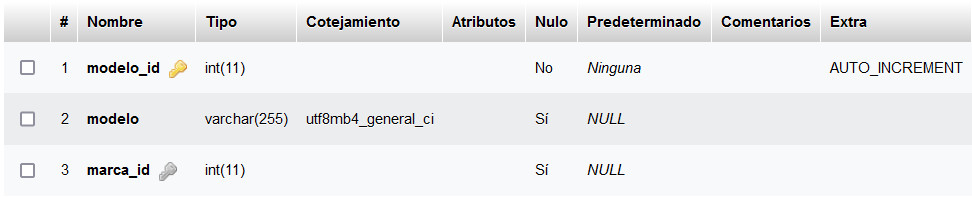 # Nombre Tipo Cotejamiento Atributos Nulo Predeterminado Comentarios Extra
1 modelo_id int(11) No Ninguna AUTO_INCREMENT
2 modelo varchar(255) utf8mb4_general_ci Sí NULL
3 marca_id int(11) Sí NULL